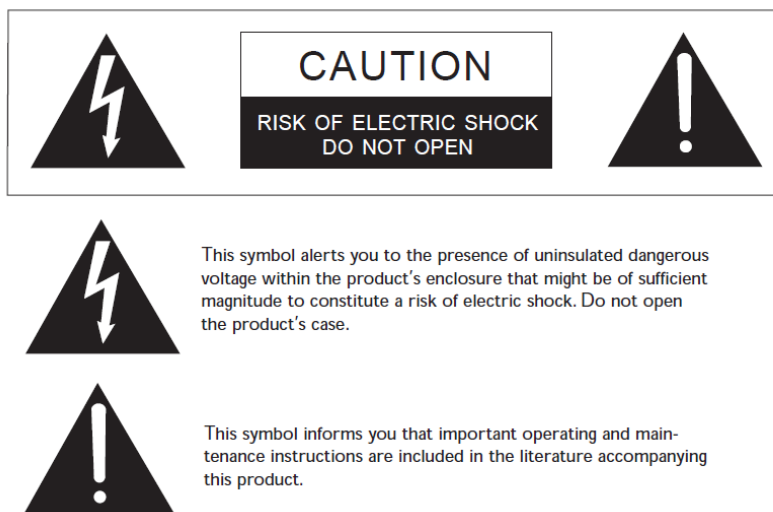 CAUTION
RISK OF ELECTRIC SHOCK
DO NOT OPEN
This symbol alerts you to the presence of uninsulated dangerous
voltage within the product's enclosure that might be of sufficient
magnitude to constitute a risk of electric shock. Do not open
the product's case.
This symbol informs you that important operating and main-
tenance instructions are included in the literature accompanying
this product.